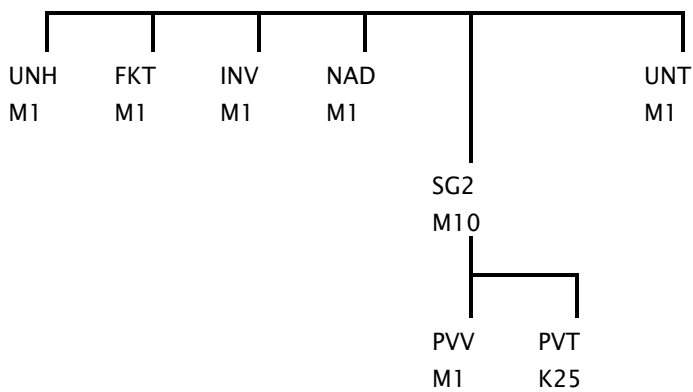 UNH FKT INV NAD UNT
M1 M1 M1 M1 M1
SG2
M10
PVV PVT
M1 K25